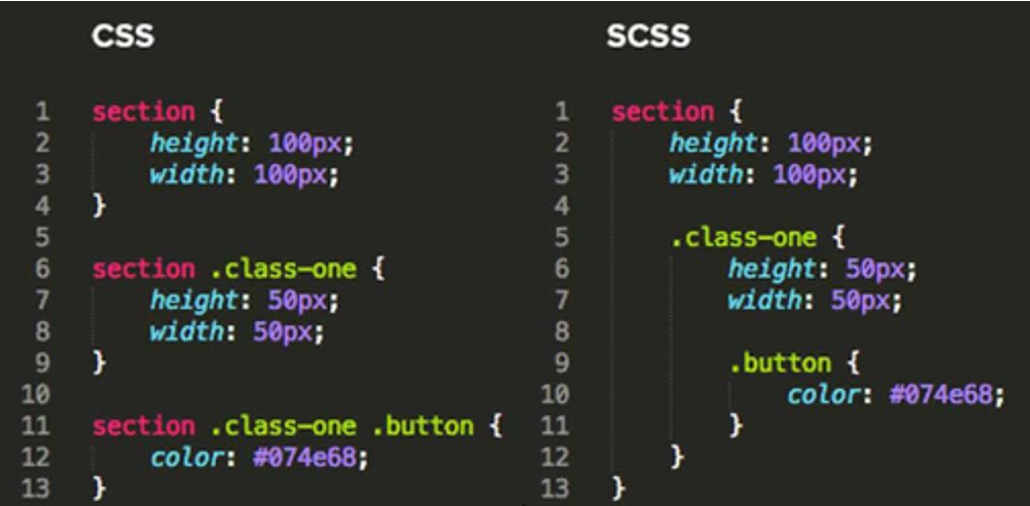 CSS
1 section {
2     height: 100px;
3     width: 100px;
4 }
5
6 section .class-one {
7     height: 50px;
8     width: 50px;
9 }
10
11 section .class-one .button {
12     color: #074e68;
13 }
SCSS
1 section {
2     height: 100px;
3     width: 100px;
4
5     .class-one {
6         height: 50px;
7         width: 50px;
8
9         .button {
10             color: #074e68;
11         }
12     }
13 }